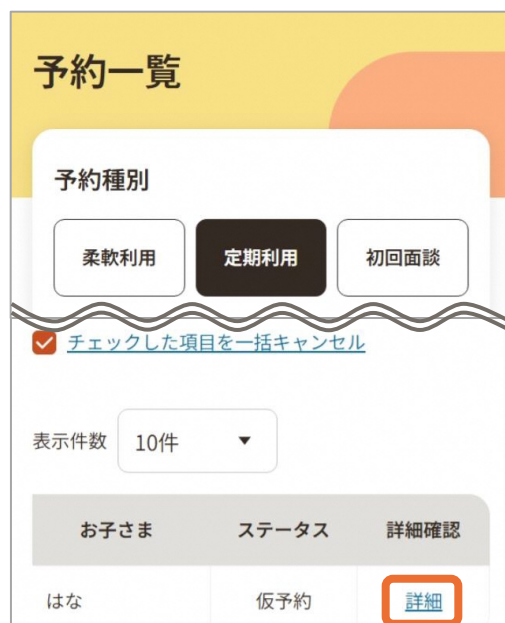 予約一覧
予約種別
柔軟利用 定期利用 初回面談
チェックした項目を一括キャンセル
表示件数 10件
お子さま ステータス 詳細確認
はな 仮予約 詳細